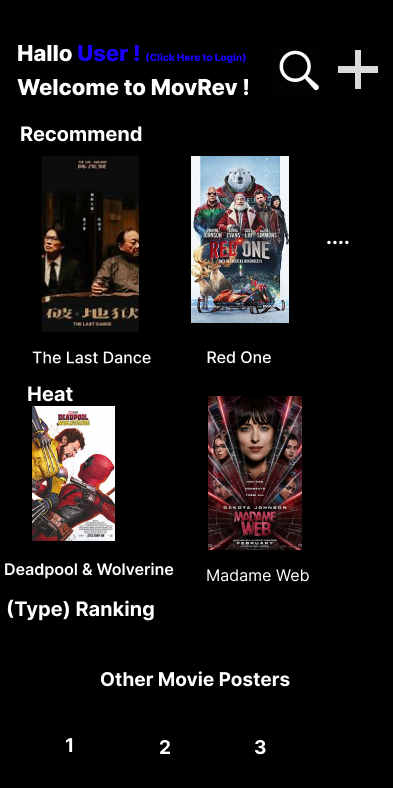 Hallo User ! (Click Here to Login)
Welcome to MovRev !
Recommend
破·地獄
THE LAST DANCE
RED ONE
....
The Last Dance
Red One
Heat
DEADPOOL
DAKOTA JOHNSON
MADAME
WEB
FEBRUARY
Deadpool & Wolverine
Madame Web
(Type) Ranking
Other Movie Posters
1 2 3